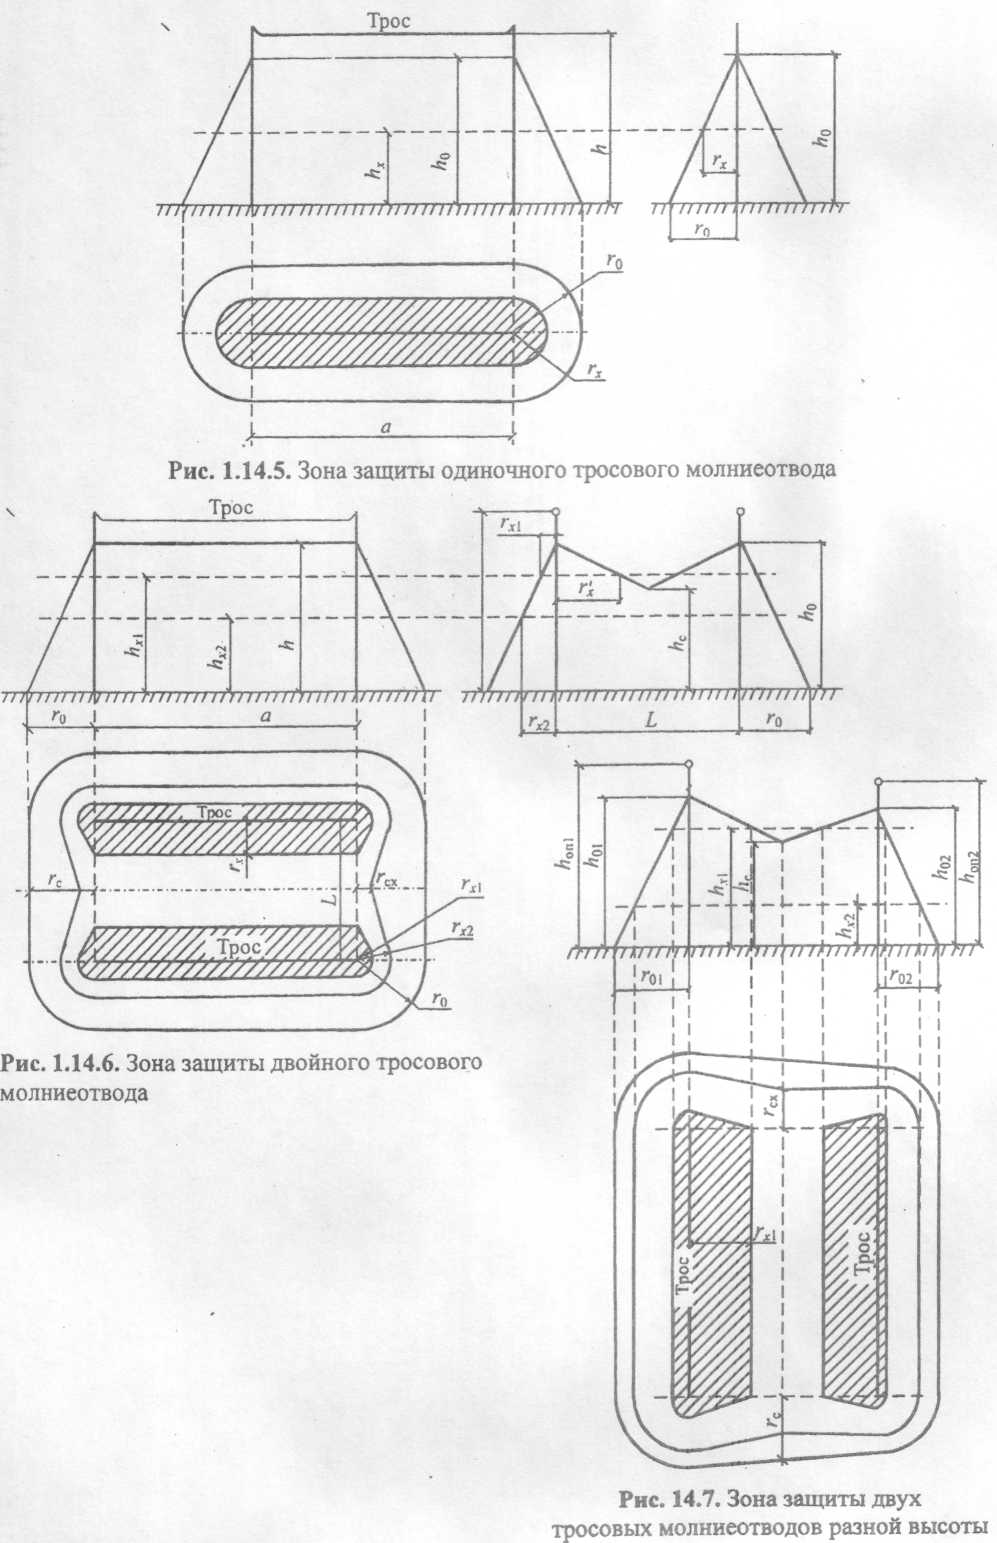 Трос
hx
h0
h
rx
h0
r0
r0
rx
a
Рис. 1.14.5. Зона защиты одиночного тросового молниеотвода
Трос
hx1
hx2
h
r0
a
rx1
r'x
hc
h0
rx2
L
r0
Трос
rx
rc
rcx
L
rx1
Трос
rx2
r0
Рис. 1.14.6. Зона защиты двойного тросового
молниеотвода
hоп1
h01
hx1
hc
hx2
h02
hоп2
r01
r02
rcx
rx1
Трос
Трос
rc
Рис. 14.7. Зона защиты двух
тросовых молниеотводов разной высоты